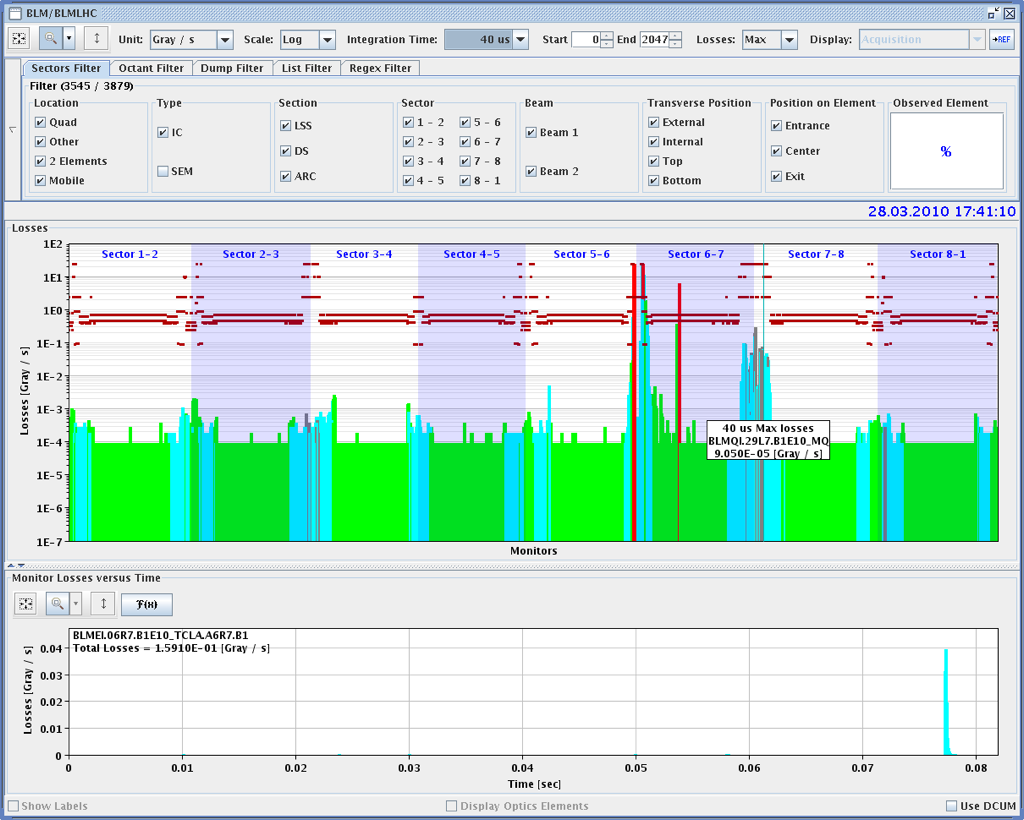 BLM/BLMLHC
Unit: Gray / s Scale: Log Integration Time: 40 us Start 0 End 2047 Losses: Max Display: Acquisition REF
Sectors Filter Octant Filter Dump Filter List Filter Regex Filter
Filter (3545 / 3879)
Location Type Section Sector Beam Transverse Position Position on Element Observed Element
Quad IC LSS 1 - 2 5 - 6 Beam 1 External Entrance %
Other DS 2 - 3 6 - 7 Internal Center
2 Elements SEM 3 - 4 7 - 8 Beam 2 Top
Mobile ARC 4 - 5 8 - 1 Bottom Exit
28.03.2010 17:41:10
Losses
Sector 1-2 Sector 2-3 Sector 3-4 Sector 4-5 Sector 5-6 Sector 6-7 Sector 7-8 Sector 8-1
Losses [Gray / s]
1E2
1E1
1E0
1E-1
1E-2
1E-3
1E-4
1E-5
1E-6
1E-7
40 us Max losses
BLMQI.29L7.B1E10_MQ
9.050E-05 [Gray / s]
Monitors
Monitor Losses versus Time
F(x)
BLMEI.06R7.B1E10_TCLA.A6R7.B1
Total Losses = 1.5910E-01 [Gray / s]
Losses [Gray / s]
0.04
0.03
0.02
0.01
0
0 0.01 0.02 0.03 0.04 0.05 0.06 0.07 0.08
Time [sec]
Show Labels Display Optics Elements Use DCUM